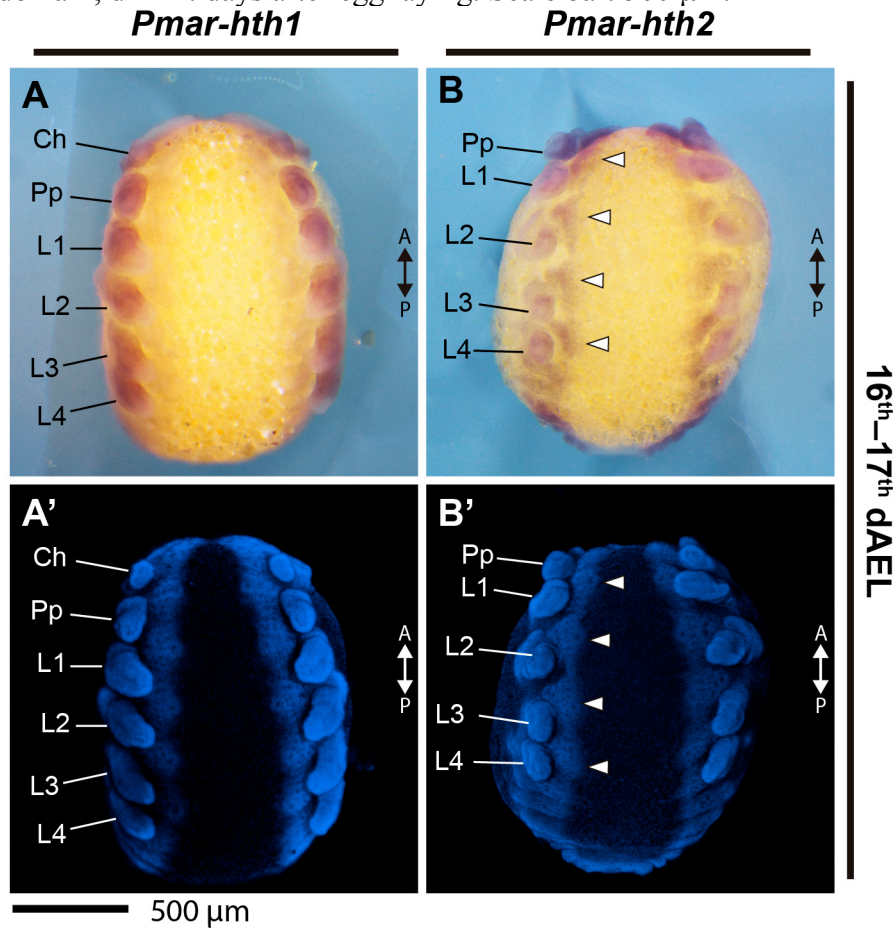 Pmar-hth1
Pmar-hth2
A
Ch
Pp
L1
L2
L3
L4
A
P
B
Pp
L1
L2
L3
L4
A
P
A’
Ch
Pp
L1
L2
L3
L4
A
P
B’
Pp
L1
L2
L3
L4
A
P
16th–17th dAEL
500 µm